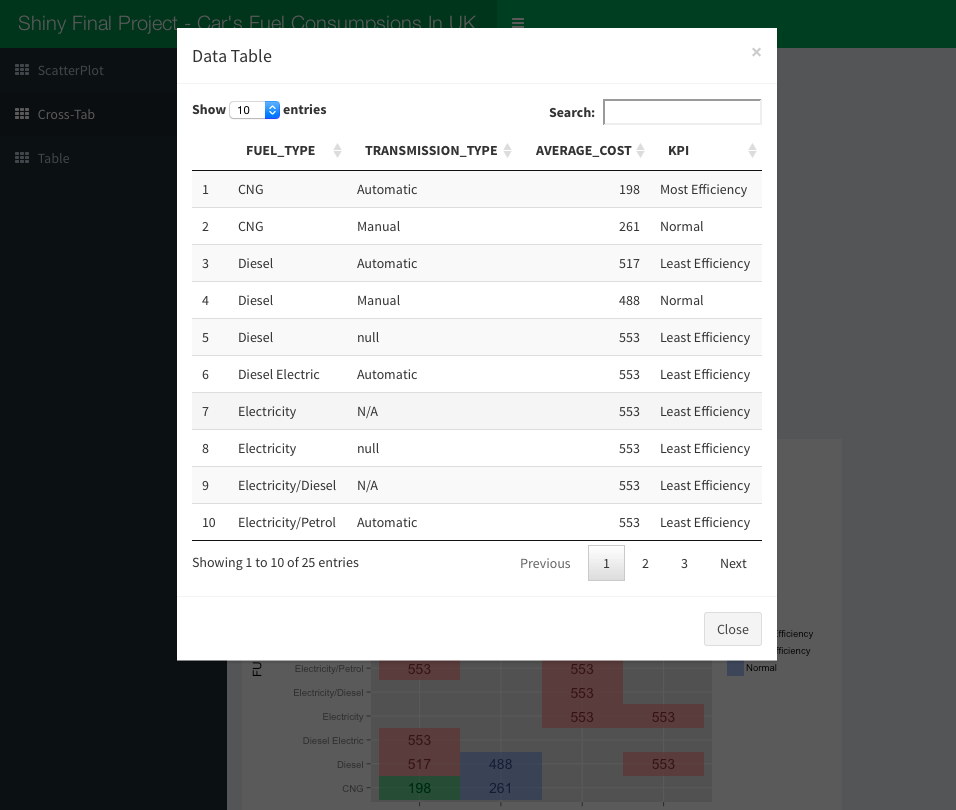 Shiny Final Project - Car's Fuel Consumpsions In UK
ScatterPlot
Cross-Tab
Table
Data Table ×
Show 10 entries
Search:
FUEL_TYPE TRANSMISSION_TYPE AVERAGE_COST KPI
1 CNG Automatic 198 Most Efficiency
2 CNG Manual 261 Normal
3 Diesel Automatic 517 Least Efficiency
4 Diesel Manual 488 Normal
5 Diesel null 553 Least Efficiency
6 Diesel Electric Automatic 553 Least Efficiency
7 Electricity N/A 553 Least Efficiency
8 Electricity null 553 Least Efficiency
9 Electricity/Diesel N/A 553 Least Efficiency
10 Electricity/Petrol Automatic 553 Least Efficiency
Showing 1 to 10 of 25 entries Previous 1 2 3 Next
Close
FU
fficiency
fficiency
Normal
Electricity/Petrol 553 553
Electricity/Diesel 553
Electricity 553 553
Diesel Electric 553
Diesel 517 488 553
CNG 198 261